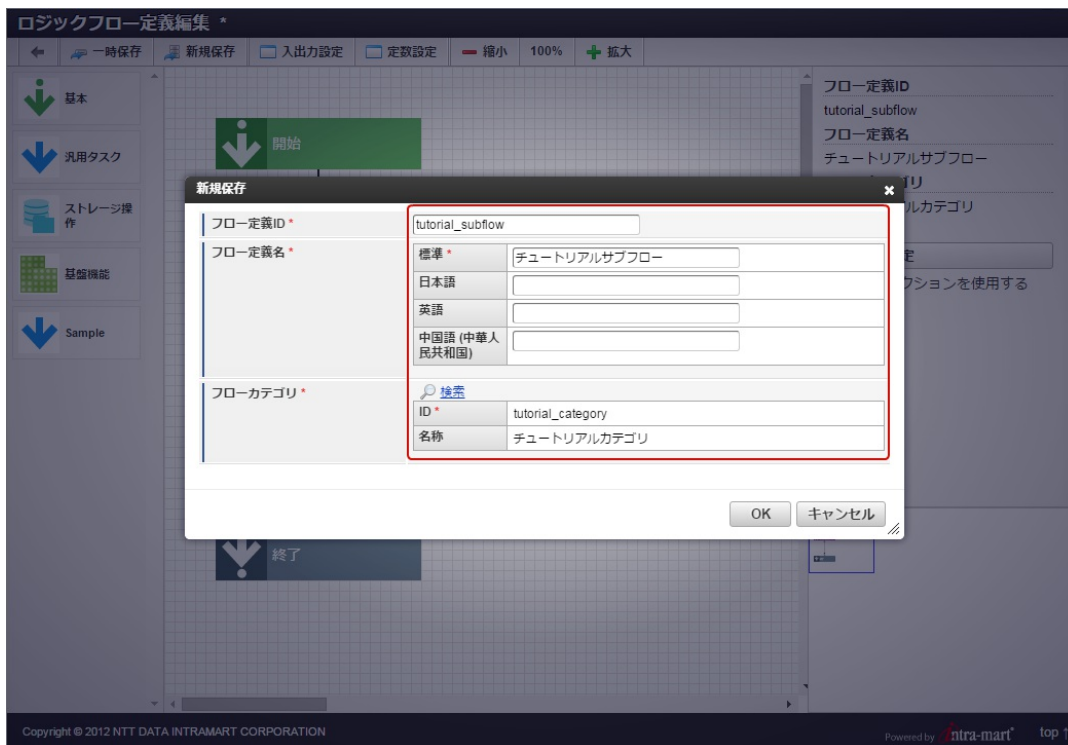 ロジックフロー定義編集 *
一時保存 新規保存 入出力設定 定数設定 縮小 100% 拡大
基本
汎用タスク
ストレージ操
作
基盤機能
Sample
開始
終了
フロー定義ID
tutorial_subflow
フロー定義名
チュートリアルサブフロー
リ
ルカテゴリ
定
クションを使用する
新規保存
フロー定義ID *
tutorial_subflow
フロー定義名 *
標準 * チュートリアルサブフロー
日本語
英語
中国語 (中華人
民共和国)
フローカテゴリ *
検索
ID * tutorial_category
名称 チュートリアルカテゴリ
OK キャンセル
Copyright © 2012 NTT DATA INTRAMART CORPORATION
Powered by intra-mart top ↑